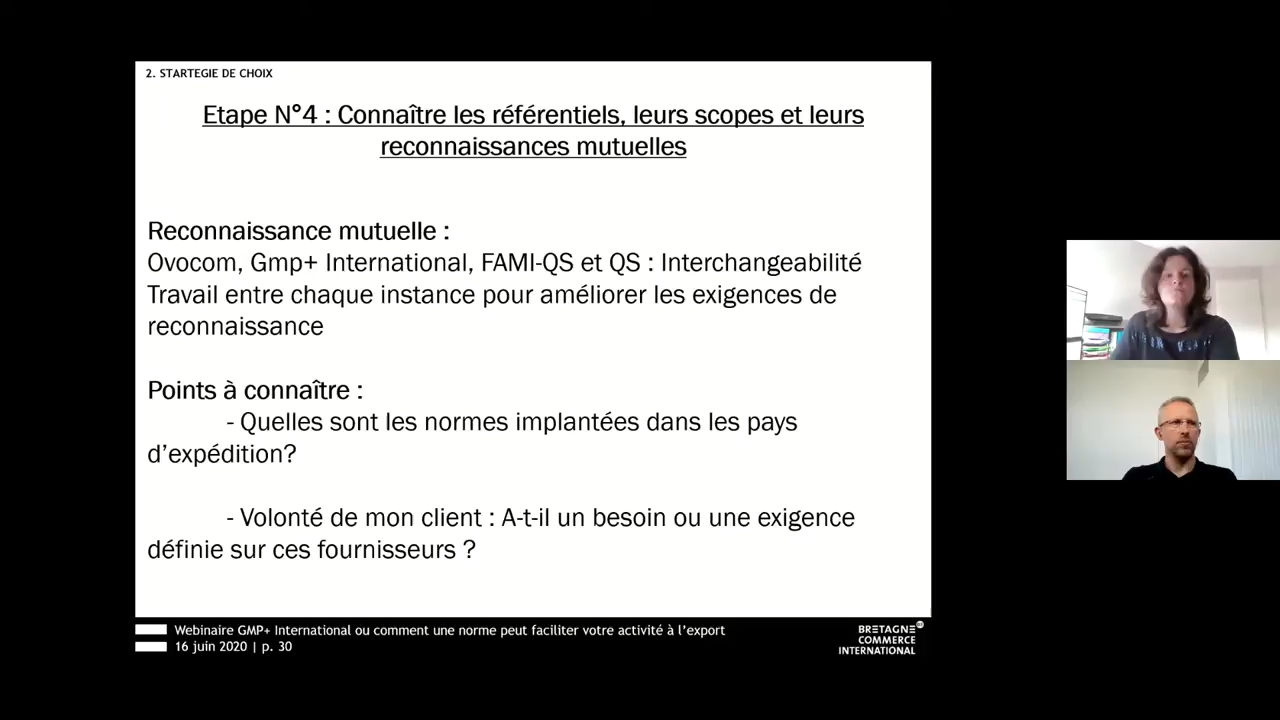 2. STARTEGIE DE CHOIX
Etape N°4 : Connaître les référentiels, leurs scopes et leurs
reconnaissances mutuelles
Reconnaissance mutuelle :
Ovocom, Gmp+ International, FAMI-QS et QS : Interchangeabilité
Travail entre chaque instance pour améliorer les exigences de
reconnaissance
Points à connaître :
- Quelles sont les normes implantées dans les pays
d’expédition?
- Volonté de mon client : A-t-il un besoin ou une exigence
définie sur ces fournisseurs ?
Webinaire GMP+ International ou comment une norme peut faciliter votre activité à l’export
16 juin 2020 | p. 30
BRETAGNE
COMMERCE
INTERNATIONAL